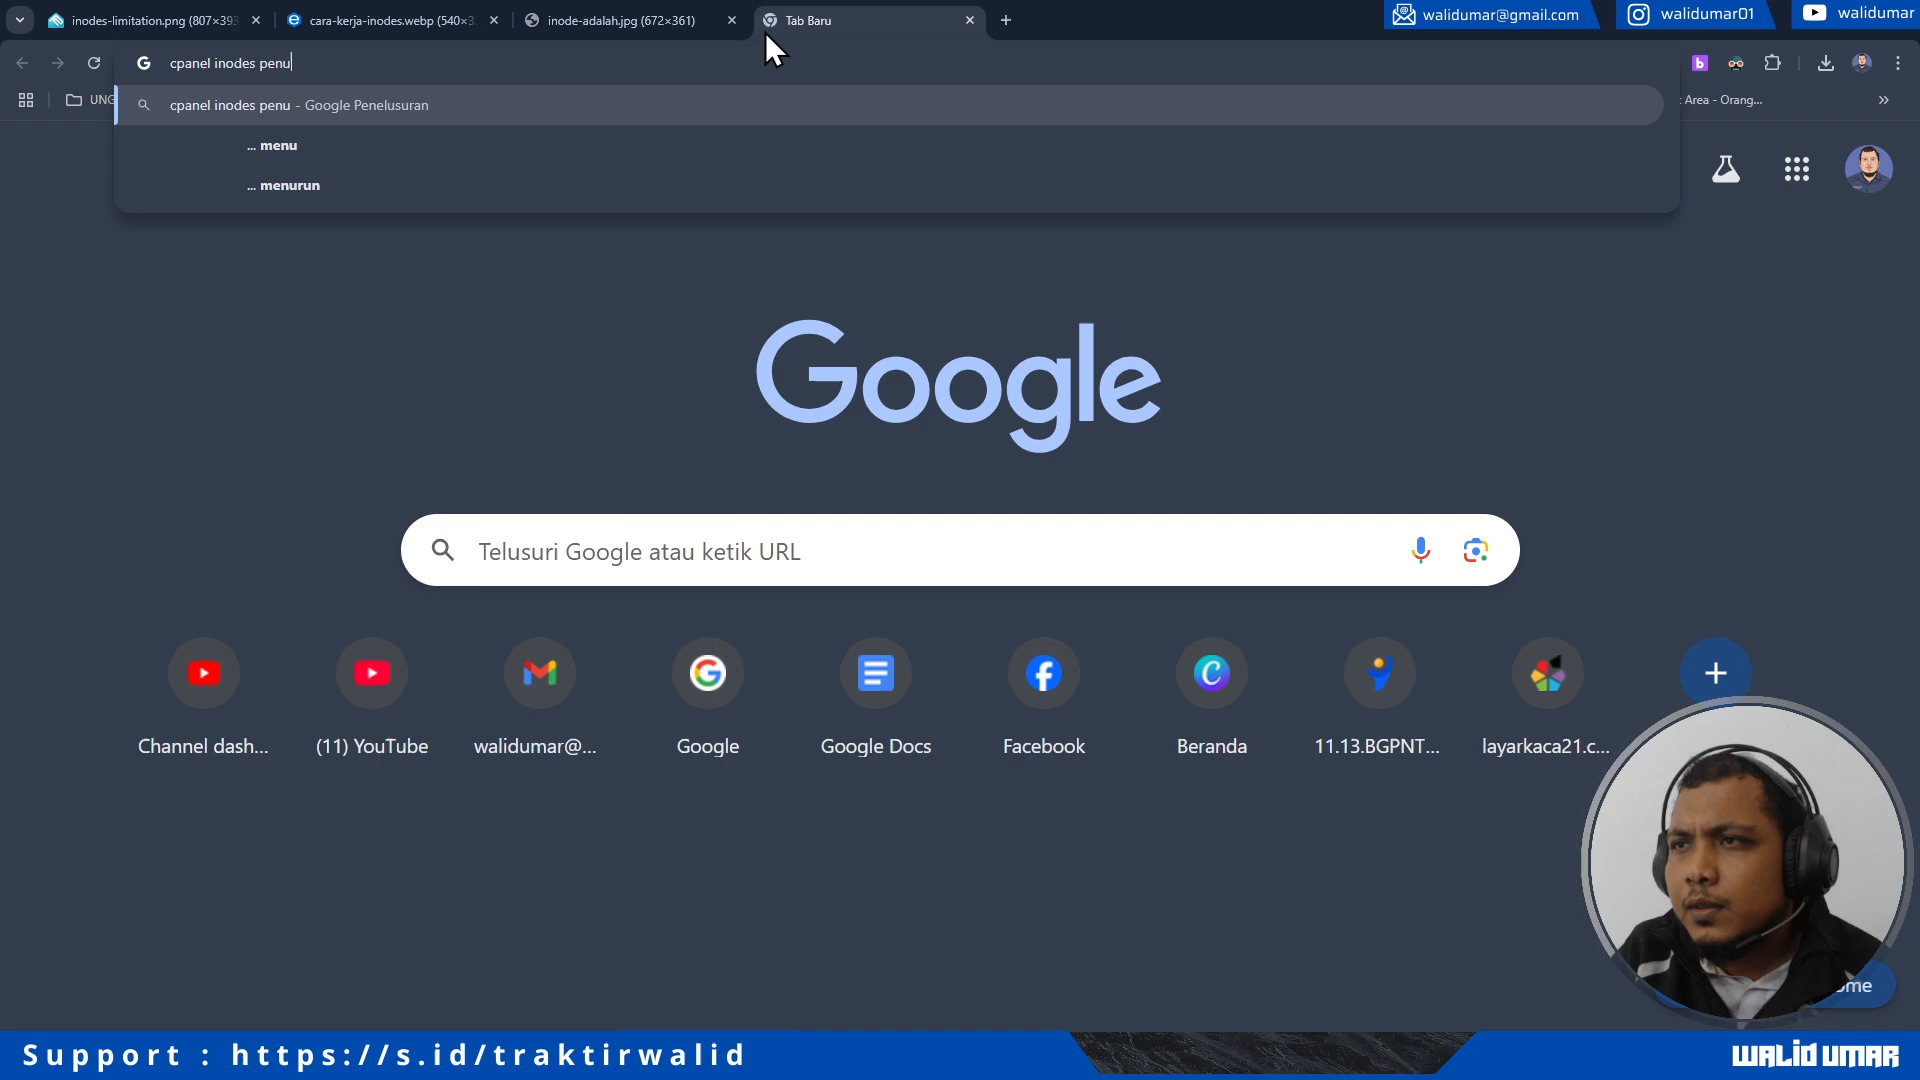 inodes-limitation.png (807×393
cara-kerja-inodes.webp (540×3
inode-adalah.jpg (672×361)
Tab Baru
walidumar@gmail.com
walidumar01
walidumar
cpanel inodes penu
UNG
cpanel inodes penu - Google Penelusuran
: Area - Orang...
... menu
... menurun
Google
Telusuri Google atau ketik URL
Channel dash...
(11) YouTube
walidumar@...
Google
Google Docs
Facebook
Beranda
11.13.BGPNT...
layarkaca21.c...
ome
Support : https://s.id/traktirwalid
WALID UMAR